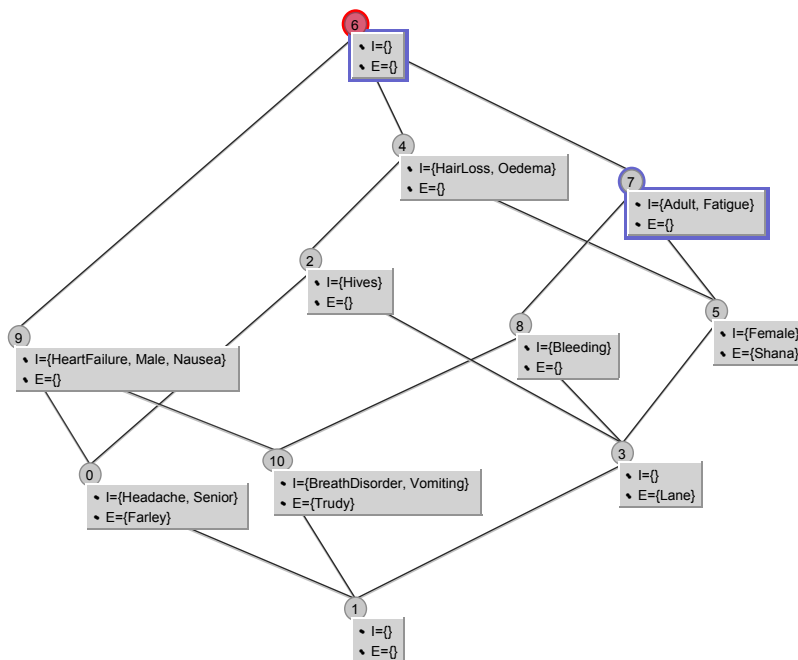 6
I={}
E={}
4
I={HairLoss, Oedema}
E={}
7
I={Adult, Fatigue}
E={}
2
I={Hives}
E={}
9
I={HeartFailure, Male, Nausea}
E={}
8
I={Bleeding}
E={}
5
I={Female}
E={Shana}
0
I={Headache, Senior}
E={Farley}
10
I={BreathDisorder, Vomiting}
E={Trudy}
3
I={}
E={Lane}
1
I={}
E={}